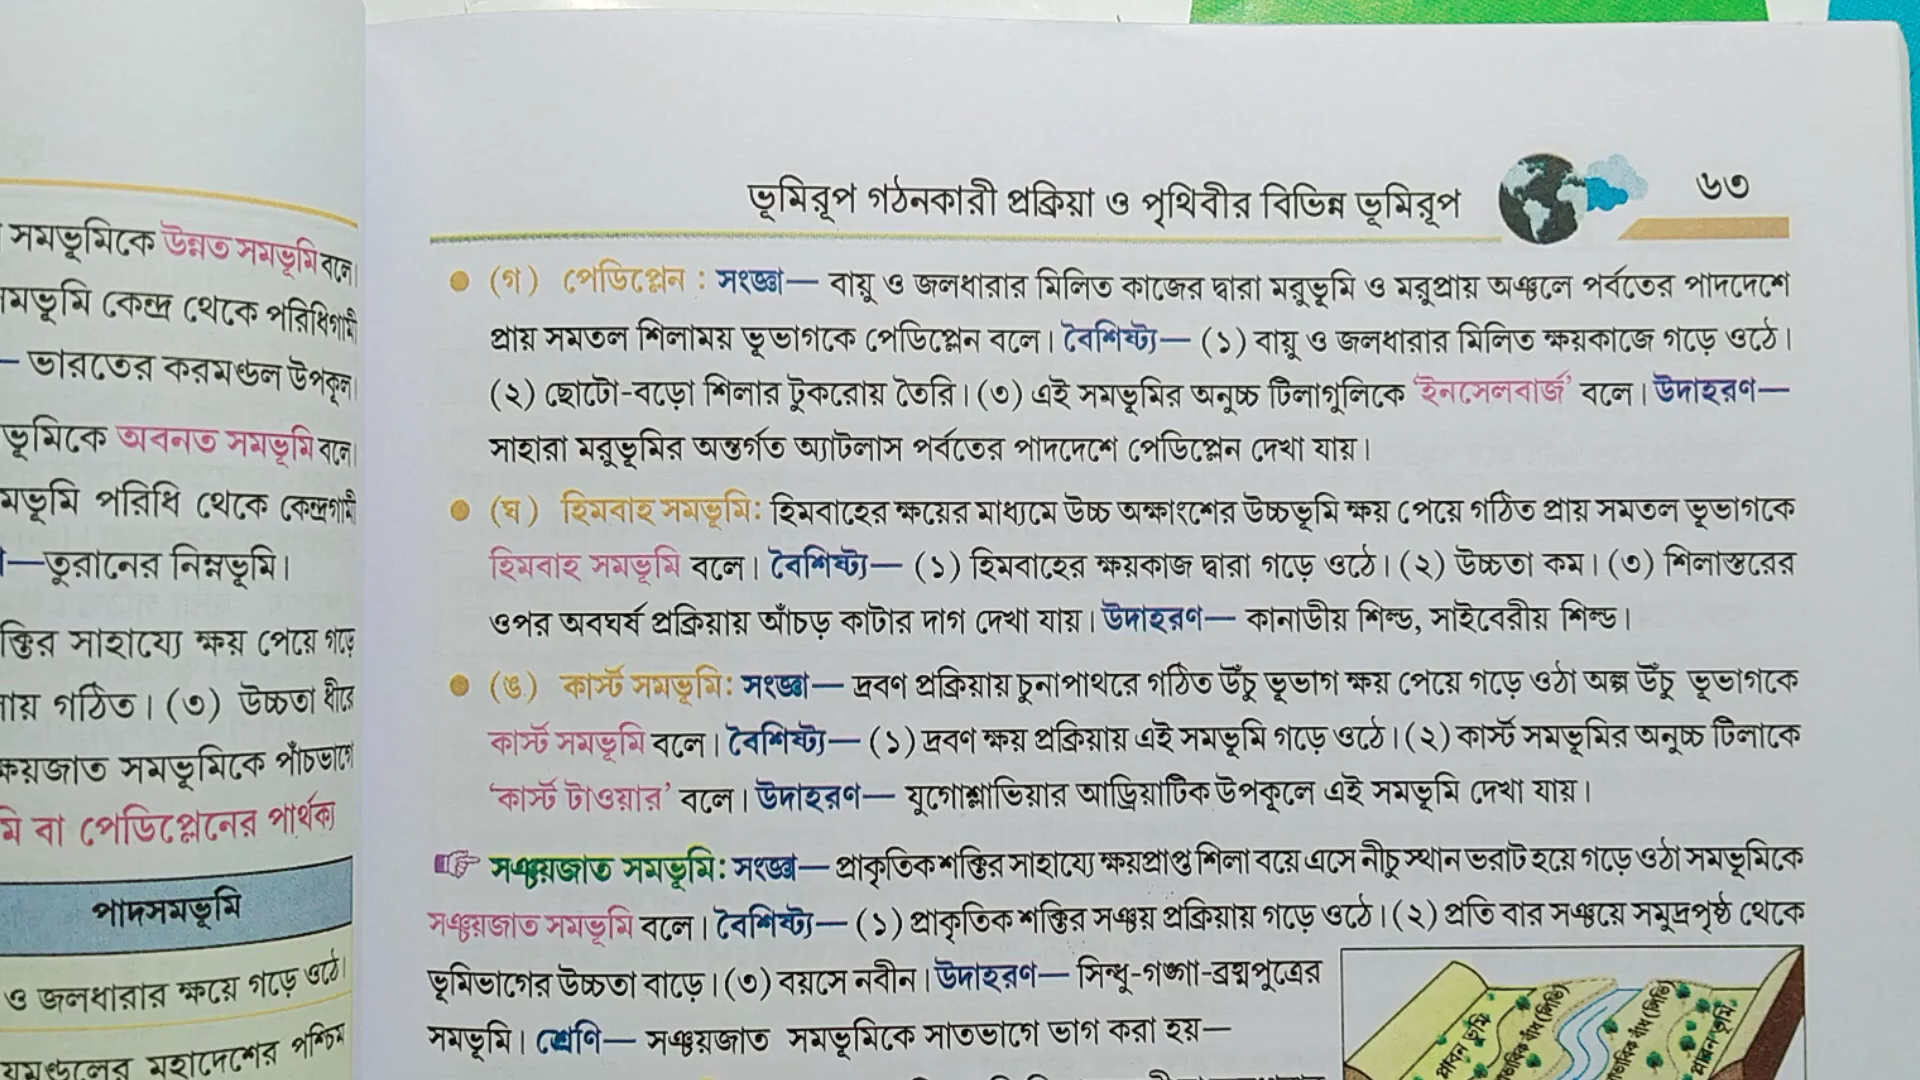 সমভূমিকে উন্নত সমভূমি বলে।
সমভূমি কেন্দ্র থেকে পরিধিগামী
— ভারতের করমণ্ডল উপকূল।
ভূমিকে অবনত সমভূমি বলে।
মভূমি পরিধি থেকে কেন্দ্রগামী
—তুরানের নিম্নভূমি।
ক্তির সাহায্যে ক্ষয় পেয়ে গড়ে
ায় গঠিত। (৩) উচ্চতা ধীরে
ক্ষয়জাত সমভূমিকে পাঁচভাগে
মি বা পেডিপ্লেনের পার্থক্য
পাদসমভূমি
ও জলধারার ক্ষয়ে গড়ে ওঠে।
মহাদেশের পশ্চিম
ভূমিরূপ গঠনকারী প্রক্রিয়া ও পৃথিবীর বিভিন্ন ভূমিরূপ ৬৩
(গ) পেডিপ্লেন : সংজ্ঞা— বায়ু ও জলধারার মিলিত কাজের দ্বারা মরুভূমি ও মরুপ্রায় অঞ্চলে পর্বতের পাদদেশে
প্রায় সমতল শিলাময় ভূভাগকে পেডিপ্লেন বলে। বৈশিষ্ট্য— (১) বায়ু ও জলধারার মিলিত ক্ষয়কাজে গড়ে ওঠে।
(২) ছোটো-বড়ো শিলার টুকরোয় তৈরি। (৩) এই সমভূমির অনুচ্চ টিলাগুলিকে 'ইনসেলবার্জ' বলে। উদাহরণ—
সাহারা মরুভূমির অন্তর্গত অ্যাটলাস পর্বতের পাদদেশে পেডিপ্লেন দেখা যায়।
(ঘ) হিমবাহ সমভূমি: হিমবাহের ক্ষয়ের মাধ্যমে উচ্চ অক্ষাংশের উচ্চভূমি ক্ষয় পেয়ে গঠিত প্রায় সমতল ভূভাগকে
হিমবাহ সমভূমি বলে। বৈশিষ্ট্য— (১) হিমবাহের ক্ষয়কাজ দ্বারা গড়ে ওঠে। (২) উচ্চতা কম। (৩) শিলাস্তরের
ওপর অবঘর্ষ প্রক্রিয়ায় আঁচড় কাটার দাগ দেখা যায়। উদাহরণ— কানাডীয় শিল্ড, সাইবেরীয় শিল্ড।
(ঙ) কার্স্ট সমভূমি: সংজ্ঞা— দ্রবণ প্রক্রিয়ায় চুনাপাথরে গঠিত উঁচু ভূভাগ ক্ষয় পেয়ে গড়ে ওঠা অল্প উঁচু ভূভাগকে
কার্স্ট সমভূমি বলে। বৈশিষ্ট্য— (১) দ্রবণ ক্ষয় প্রক্রিয়ায় এই সমভূমি গড়ে ওঠে। (২) কার্স্ট সমভূমির অনুচ্চ টিলাকে
'কার্স্ট টাওয়ার' বলে। উদাহরণ— যুগোশ্লাভিয়ার আড্রিয়াটিক উপকূলে এই সমভূমি দেখা যায়।
সঞ্চয়জাত সমভূমি: সংজ্ঞা— প্রাকৃতিক শক্তির সাহায্যে ক্ষয়প্রাপ্ত শিলা বয়ে এসে নীচু স্থান ভরাট হয়ে গড়ে ওঠা সমভূমিকে
সঞ্চয়জাত সমভূমি বলে। বৈশিষ্ট্য— (১) প্রাকৃতিক শক্তির সঞ্চয় প্রক্রিয়ায় গড়ে ওঠে। (২) প্রতি বার সঞ্চয়ে সমুদ্রপৃষ্ঠ থেকে
ভূমিভাগের উচ্চতা বাড়ে। (৩) বয়সে নবীন। উদাহরণ— সিন্ধু-গঙ্গা-ব্রহ্মপুত্রের
সমভূমি। শ্রেণি— সঞ্চয়জাত সমভূমিকে সাতভাগে ভাগ করা হয়—
প্লাবন ভূমি
স্বাভাবিক বাঁধ (লিভি)
স্বাভাবিক বাঁধ (লিভি)
প্লাবন ভূমি